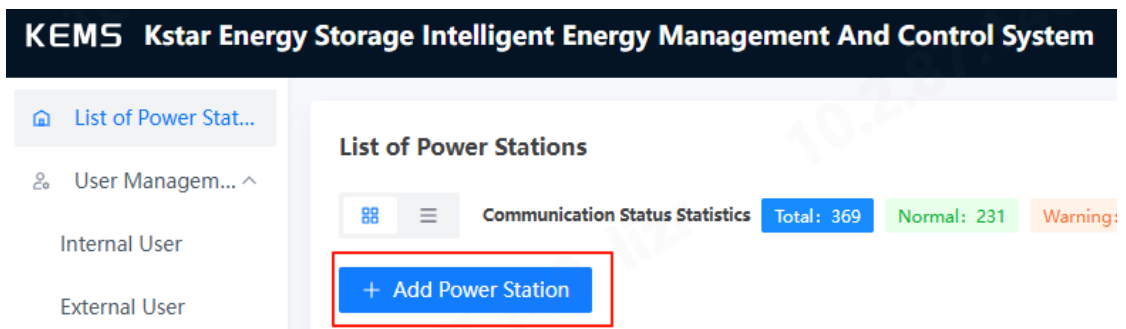 KEMS Kstar Energy Storage Intelligent Energy Management And Control System
List of Power Stat...
User Managem...
Internal User
External User
List of Power Stations
Communication Status Statistics Total: 369 Normal: 231 Warning:
+ Add Power Station